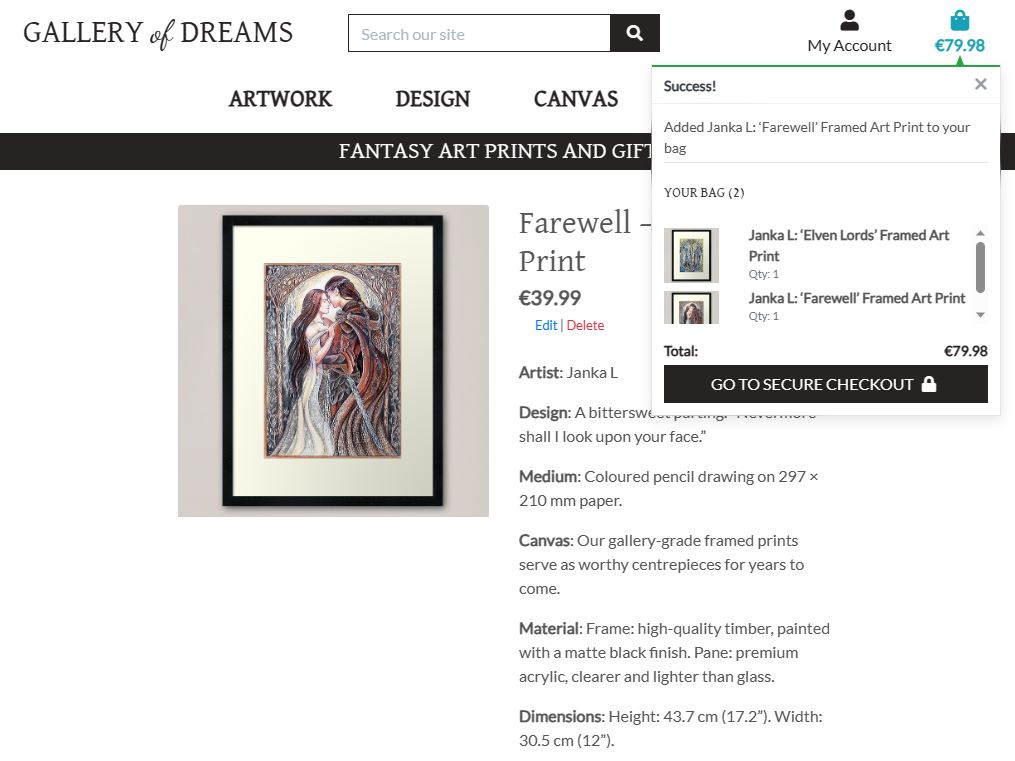 GALLERY of DREAMS
Search our site
My Account
€79.98
ARTWORK
DESIGN
CANVAS
FANTASY ART PRINTS AND GIFT
Success!
×
Added Janka L: ‘Farewell’ Framed Art Print to your
bag
YOUR BAG (2)
Janka L: ‘Elven Lords’ Framed Art
Print
Qty: 1
Janka L: ‘Farewell’ Framed Art Print
Qty: 1
Total: €79.98
GO TO SECURE CHECKOUT
Farewell –
Print
€39.99
Edit | Delete
Artist: Janka L
Design: A bittersweet parting. “Nevermore
shall I look upon your face.”
Medium: Coloured pencil drawing on 297 ×
210 mm paper.
Canvas: Our gallery-grade framed prints
serve as worthy centrepieces for years to
come.
Material: Frame: high-quality timber, painted
with a matte black finish. Pane: premium
acrylic, clearer and lighter than glass.
Dimensions: Height: 43.7 cm (17.2”). Width:
30.5 cm (12”).